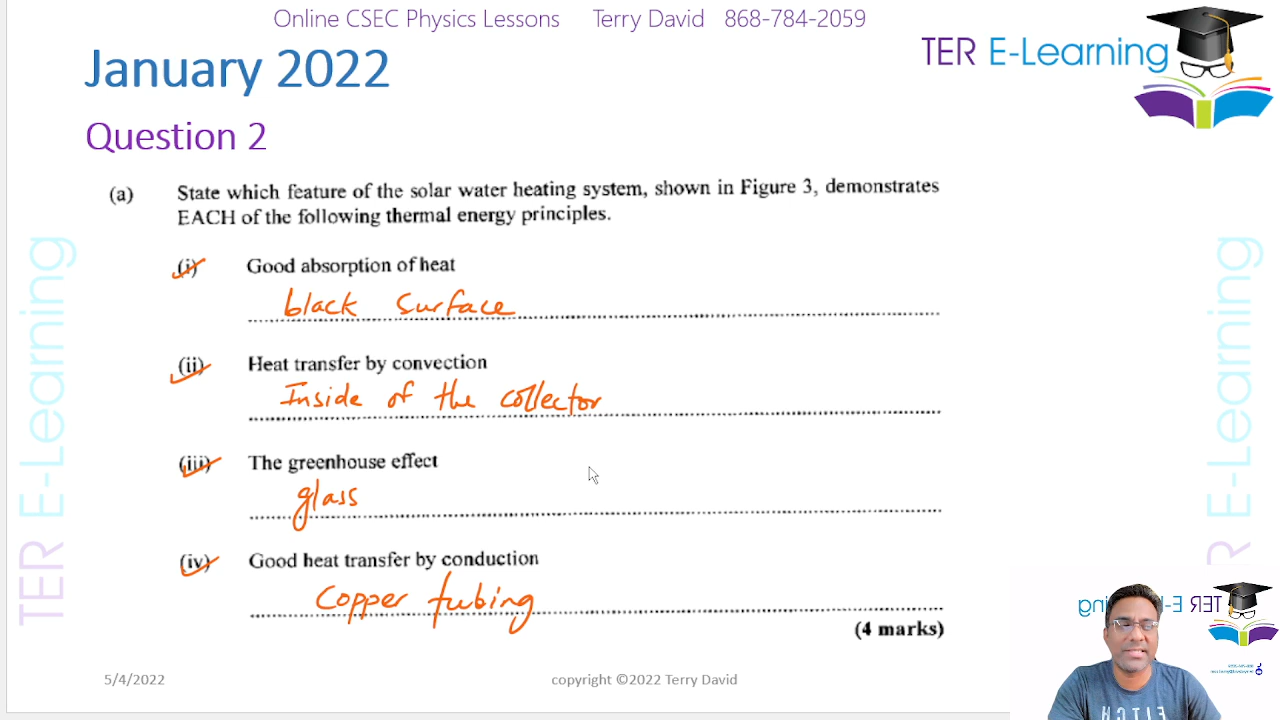 Online CSEC Physics Lessons Terry David 868-784-2059
TER E-Learning
January 2022
Question 2
(a) State which feature of the solar water heating system, shown in Figure 3, demonstrates
EACH of the following thermal energy principles.
(i) Good absorption of heat
black surface
(ii) Heat transfer by convection
Inside of the collector
(iii) The greenhouse effect
glass
(iv) Good heat transfer by conduction
Copper tubing
(4 marks)
TER E-Learning
TER E-Learning
5/4/2022
copyright ©2022 Terry David